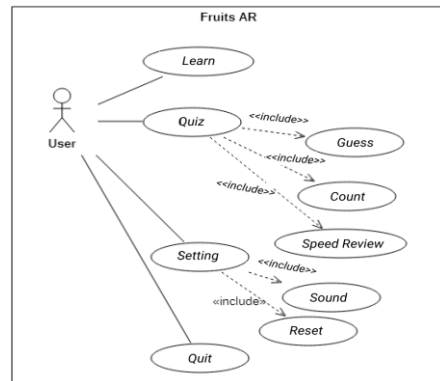 Fruits AR
Learn
User
Quiz
<<include>>
Guess
<<include>>
Count
<<include>>
Speed Review
Setting
<<include>>
Sound
«include»
Reset
Quit